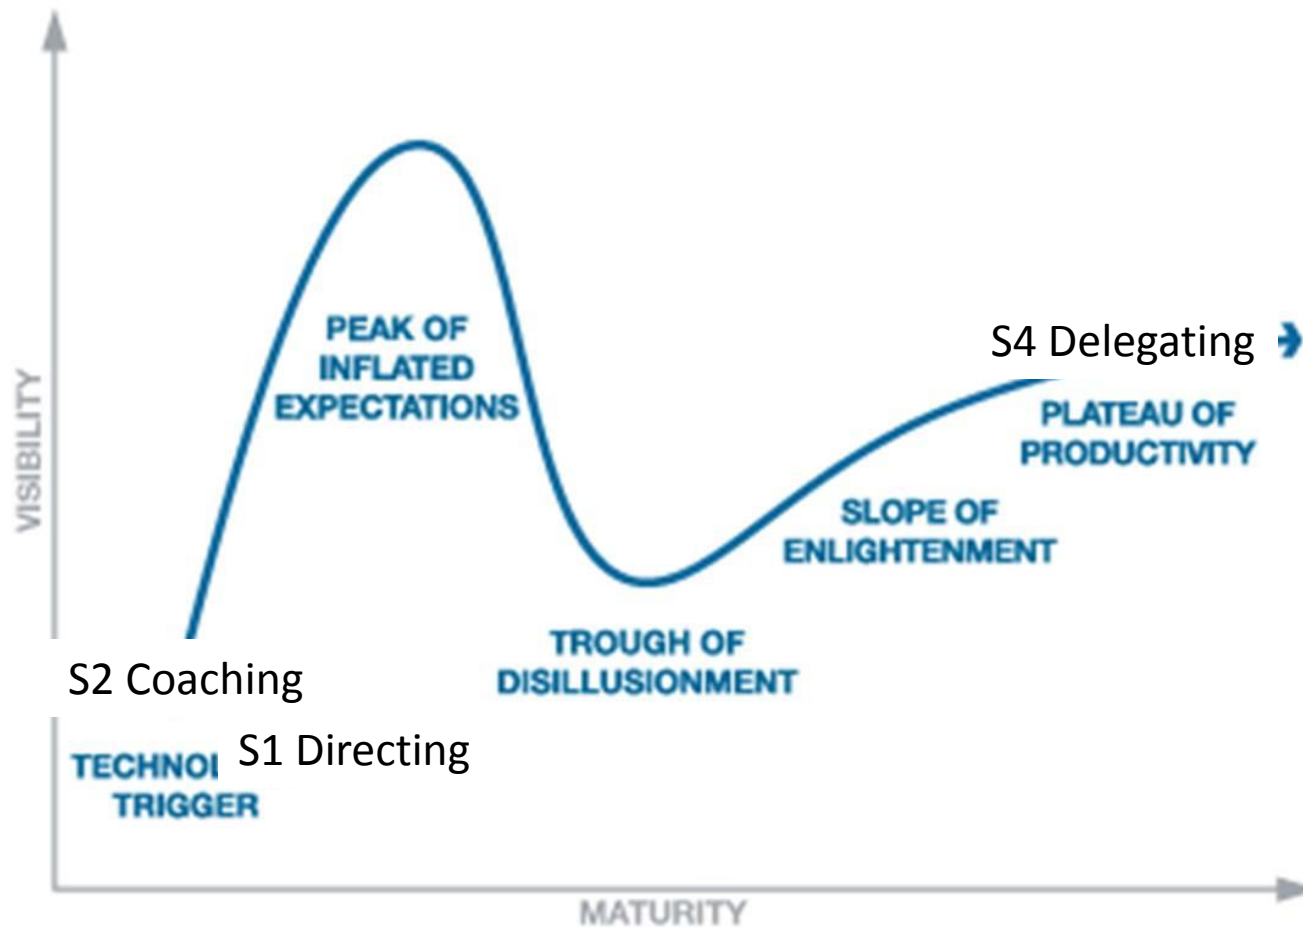 PEAK OF
INFLATED
EXPECTATIONS
S4 Delegating
PLATEAU OF
PRODUCTIVITY
VISIBILITY
SLOPE OF
ENLIGHTENMENT
TROUGH OF
DISILLUSIONMENT
S2 Coaching
S1 Directing
TECHNOL
TRIGGER
MATURITY